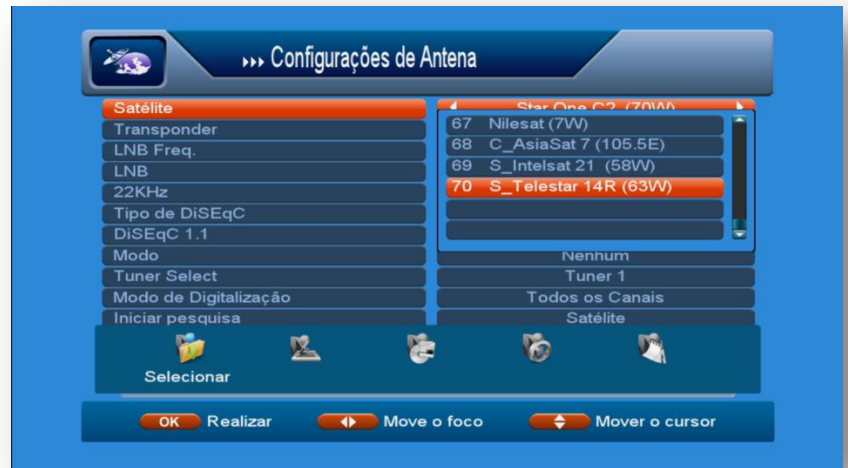 Configurações de Antena
Satélite
Star One C2 (70W)
Transponder
LNB Freq.
LNB
22KHz
Tipo de DiSEqC
DiSEqC 1.1
67 Nilesat (7W)
68 C_AsiaSat 7 (105.5E)
69 S_Intelsat 21 (58W)
70 S_Telestar 14R (63W)
Modo Nenhum
Tuner Select Tuner 1
Modo de Digitalização Todos os Canais
Iniciar pesquisa Satélite
Selecionar
OK Realizar Move o foco Mover o cursor